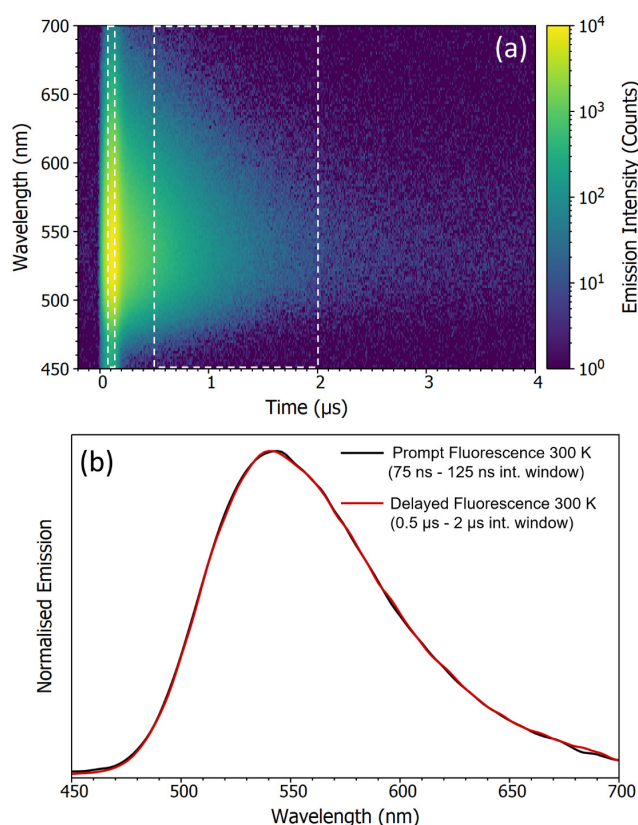 (a)
700
650
600
550
500
450
Wavelength (nm)
0
1
2
3
4
Time (µs)
10⁴
10³
10²
10¹
10⁰
Emission Intensity (Counts)
(b)
Prompt Fluorescence 300 K
(75 ns - 125 ns int. window)
Delayed Fluorescence 300 K
(0.5 µs - 2 µs int. window)
Normalised Emission
450
500
550
600
650
700
Wavelength (nm)